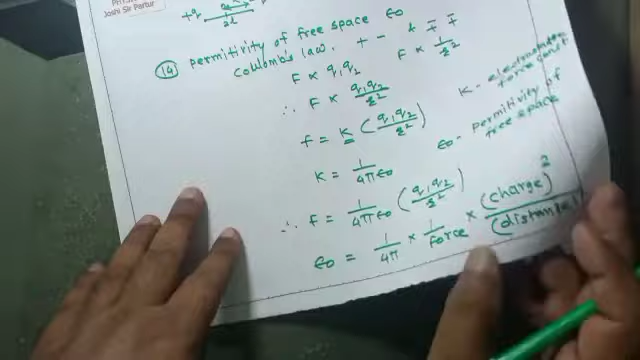 Joshi Sir Partur
+q
2l
(14) Permitivity of free space ε0
Coulomb's law. + - & ∓ ∓
F ∝ q1q2 F ∝ 1/r²
∴ F ∝ q1q2/r²
f = K (q1q2/r²) K - electrostatic force const
K = 1/4πε0 ε0 - permitivity of free space
∴ F = 1/4πε0 (q1q2/r²)
ε0 = 1/4π × 1/force × (charge)²/(distance)